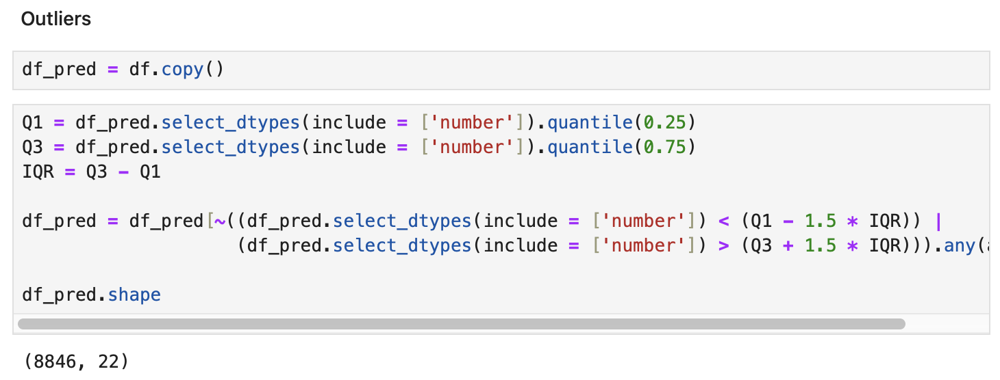 Outliers
df_pred = df.copy()
Q1 = df_pred.select_dtypes(include = ['number']).quantile(0.25)
Q3 = df_pred.select_dtypes(include = ['number']).quantile(0.75)
IQR = Q3 - Q1
df_pred = df_pred[~((df_pred.select_dtypes(include = ['number']) < (Q1 - 1.5 * IQR)) |
(df_pred.select_dtypes(include = ['number']) > (Q3 + 1.5 * IQR))).any(
df_pred.shape
(8846, 22)